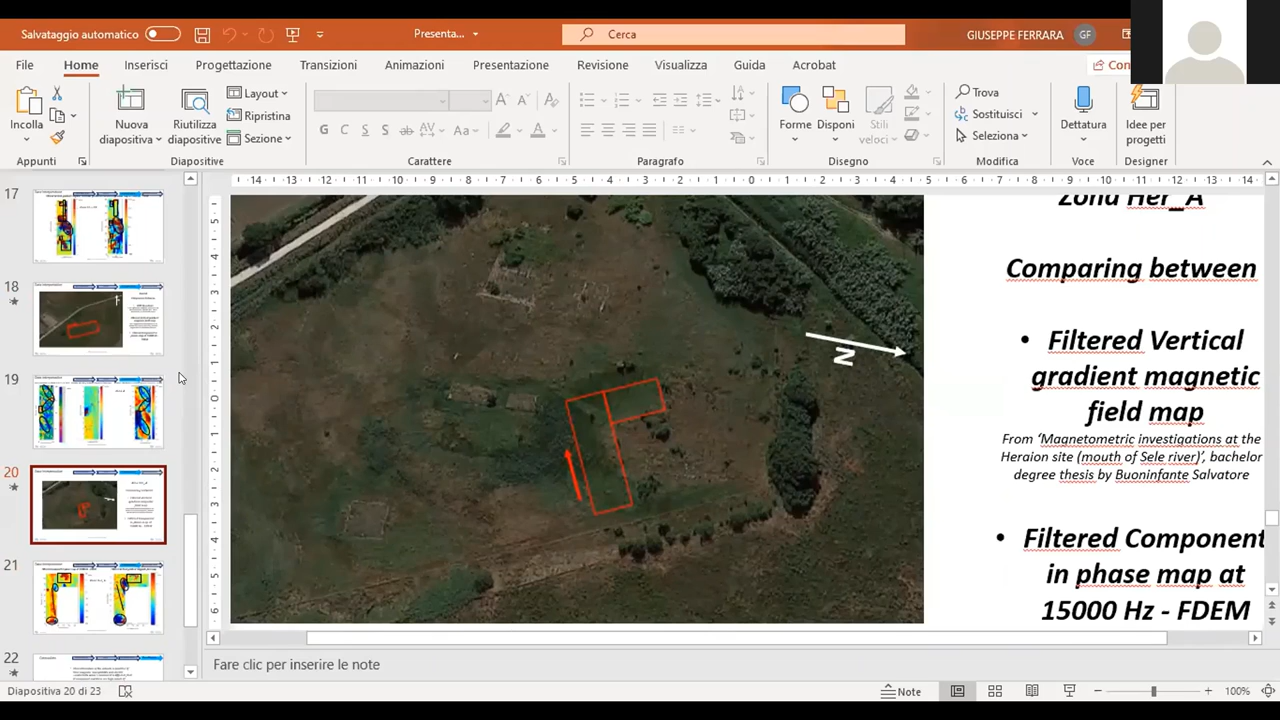 Salvataggio automatico
Presenta...
Cerca
GIUSEPPE FERRARA
GF
File
Home
Inserisci
Progettazione
Transizioni
Animazioni
Presentazione
Revisione
Visualizza
Guida
Acrobat
Incolla
Appunti
Nuova
diapositiva
Riutilizza
diapositive
Layout
Ripristina
Sezione
Diapositive
Carattere
Paragrafo
Forme
Disponi
Stili
veloci
Disegno
Trova
Sostituisci
Seleziona
Modifica
Dettatura
Voce
Idee per
progetti
Designer
17
18
19
20
21
22
N
Zona Her_A
Comparing between
• Filtered Vertical
gradient magnetic
field map
From ‘Magnetometric investigations at the
Heraion site (mouth of Sele river)’, bachelor
degree thesis by Buoninfante Salvatore
• Filtered Component
in phase map at
15000 Hz - FDEM
Fare clic per inserire le note
Diapositiva 20 di 23
Note
100%